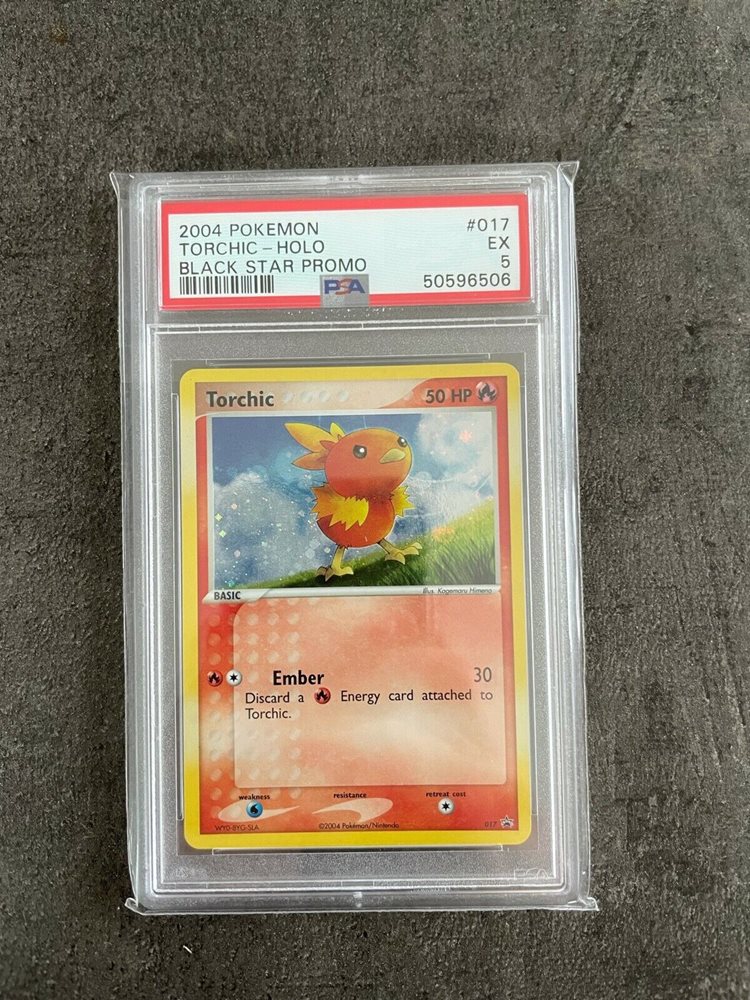 2004 POKEMON #017
TORCHIC - HOLO EX
BLACK STAR PROMO 5
PSA 50596506
Torchic 50 HP
BASIC Illus. Kagemaru Himeno
Ember 30
Discard a Energy card attached to
Torchic.
weakness resistance retreat cost
©2004 Pokémon/Nintendo 017